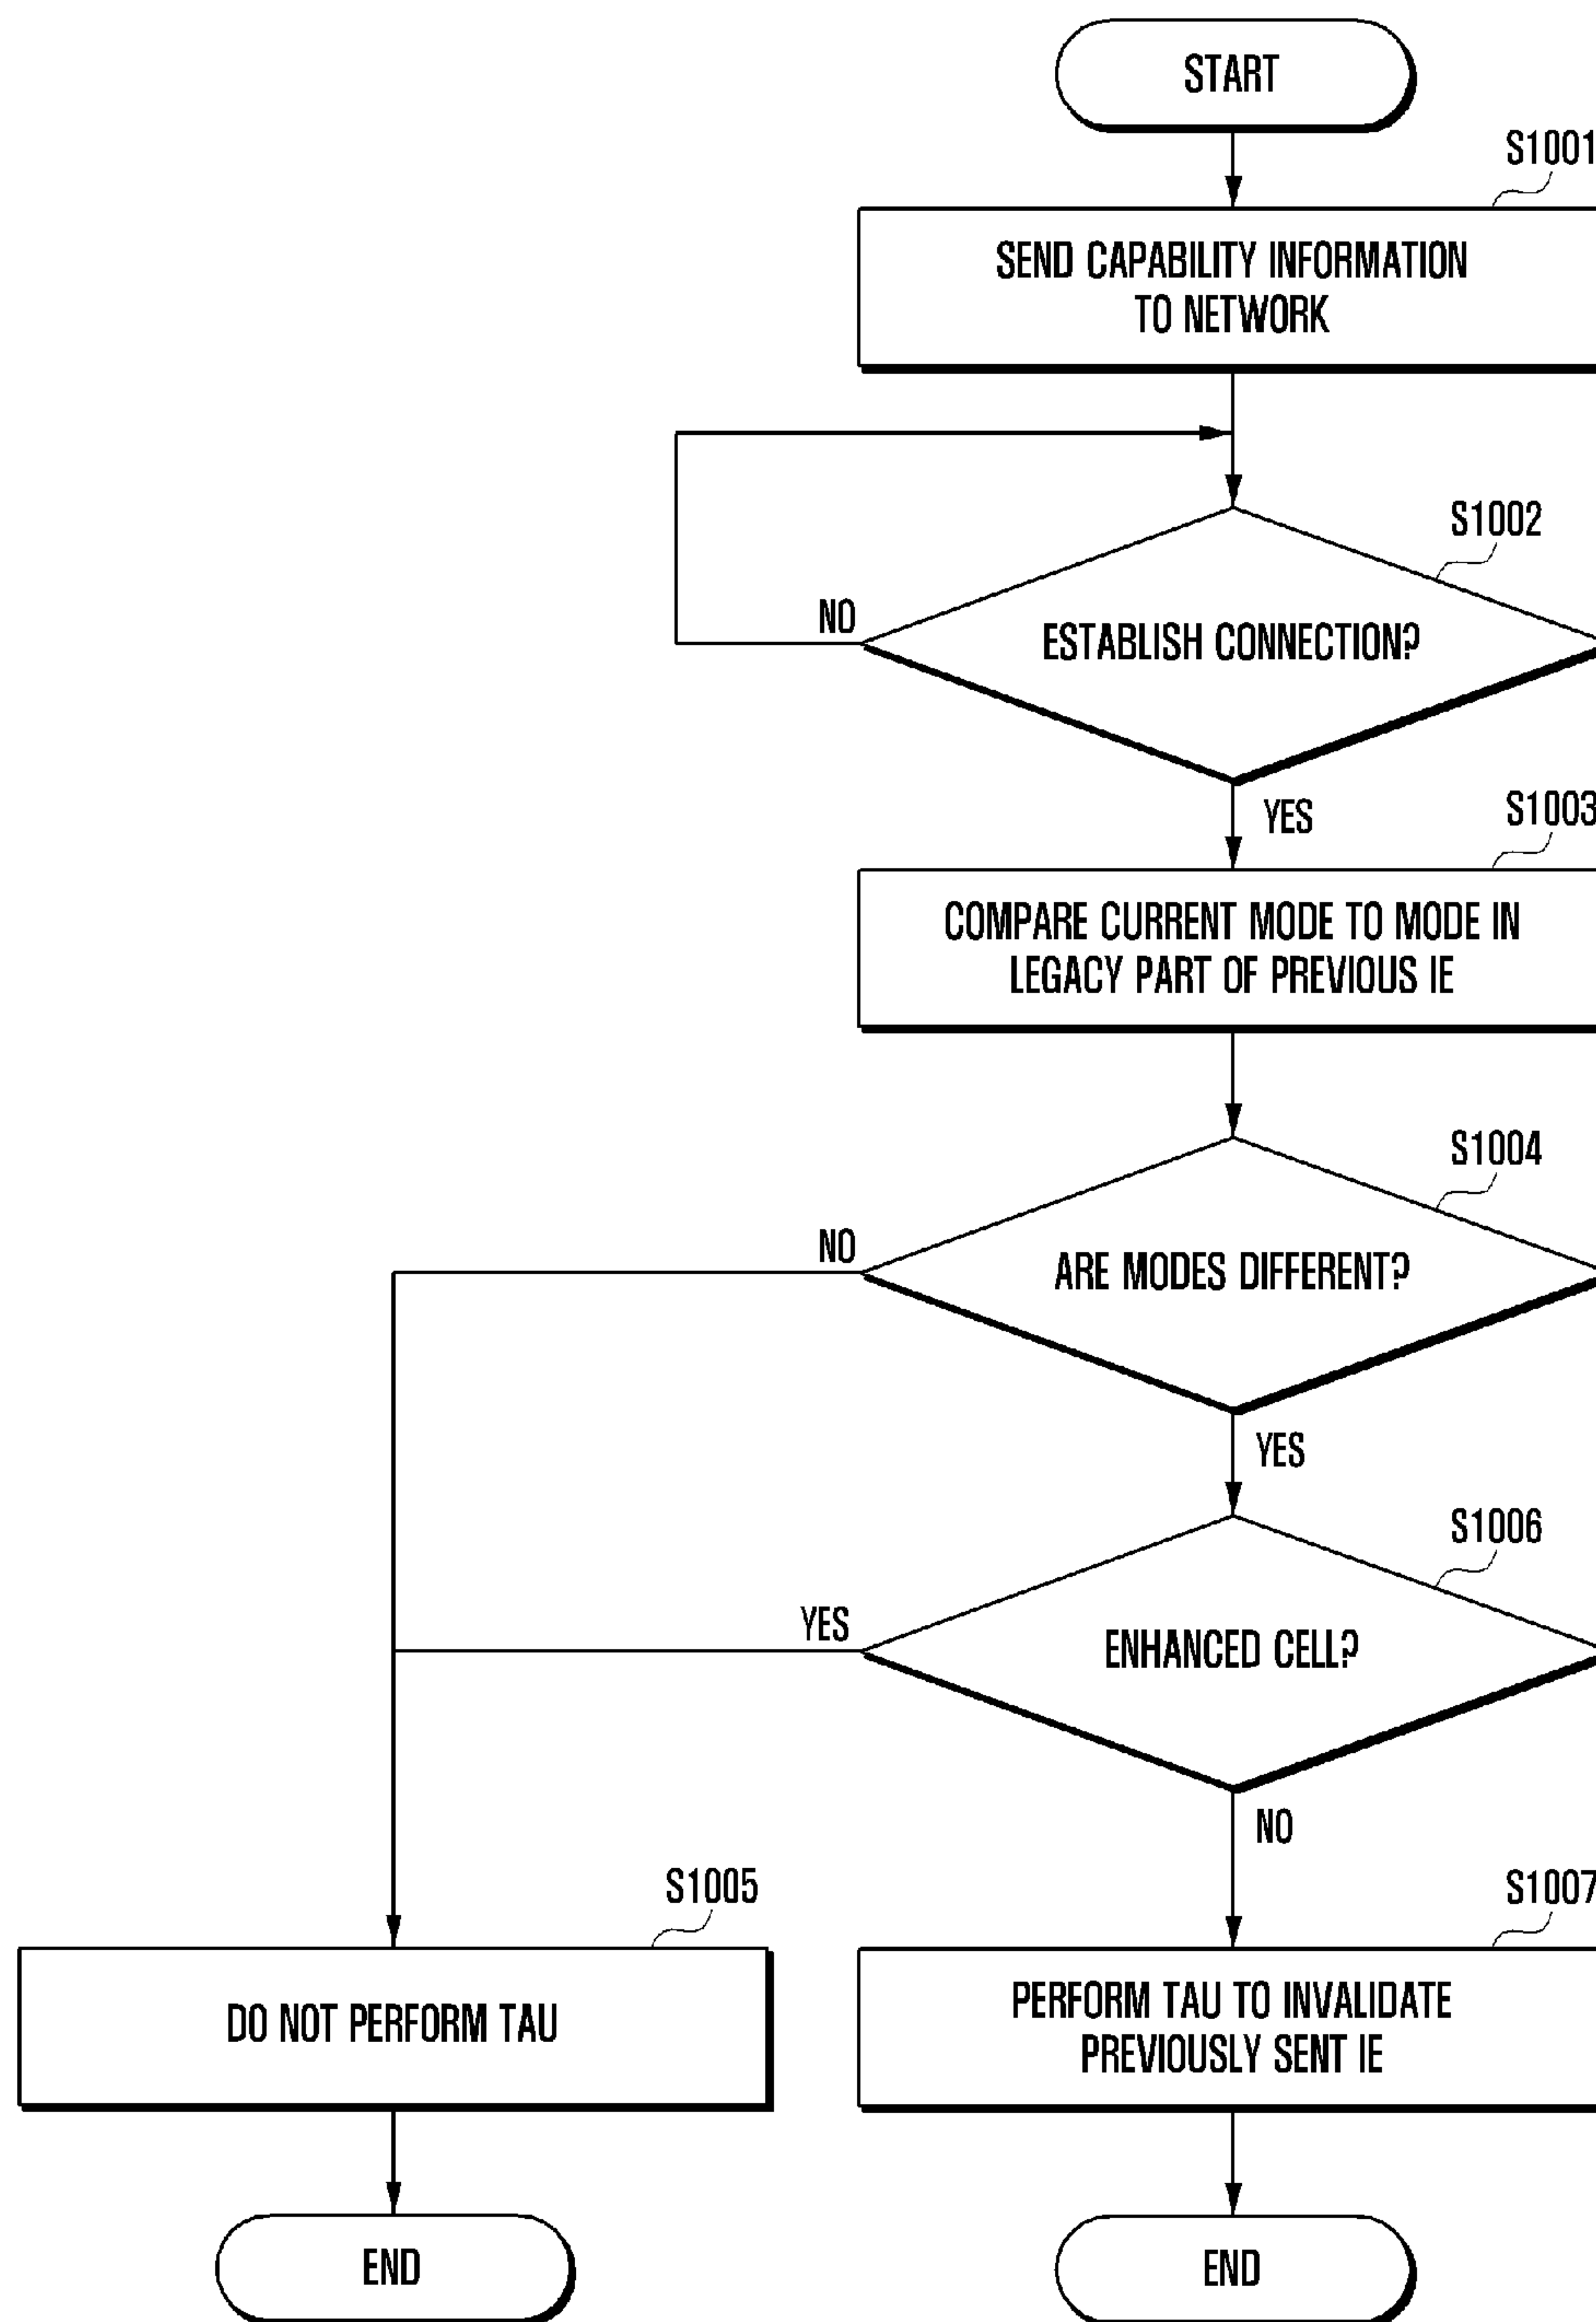 START
S1001
SEND CAPABILITY INFORMATION
TO NETWORK
S1002
NO
ESTABLISH CONNECTION?
YES
S1003
COMPARE CURRENT MODE TO MODE IN
LEGACY PART OF PREVIOUS IE
S1004
NO
ARE MODES DIFFERENT?
YES
S1006
YES
ENHANCED CELL?
NO
S1005
S1007
DO NOT PERFORM TAU
PERFORM TAU TO INVALIDATE
PREVIOUSLY SENT IE
END
END